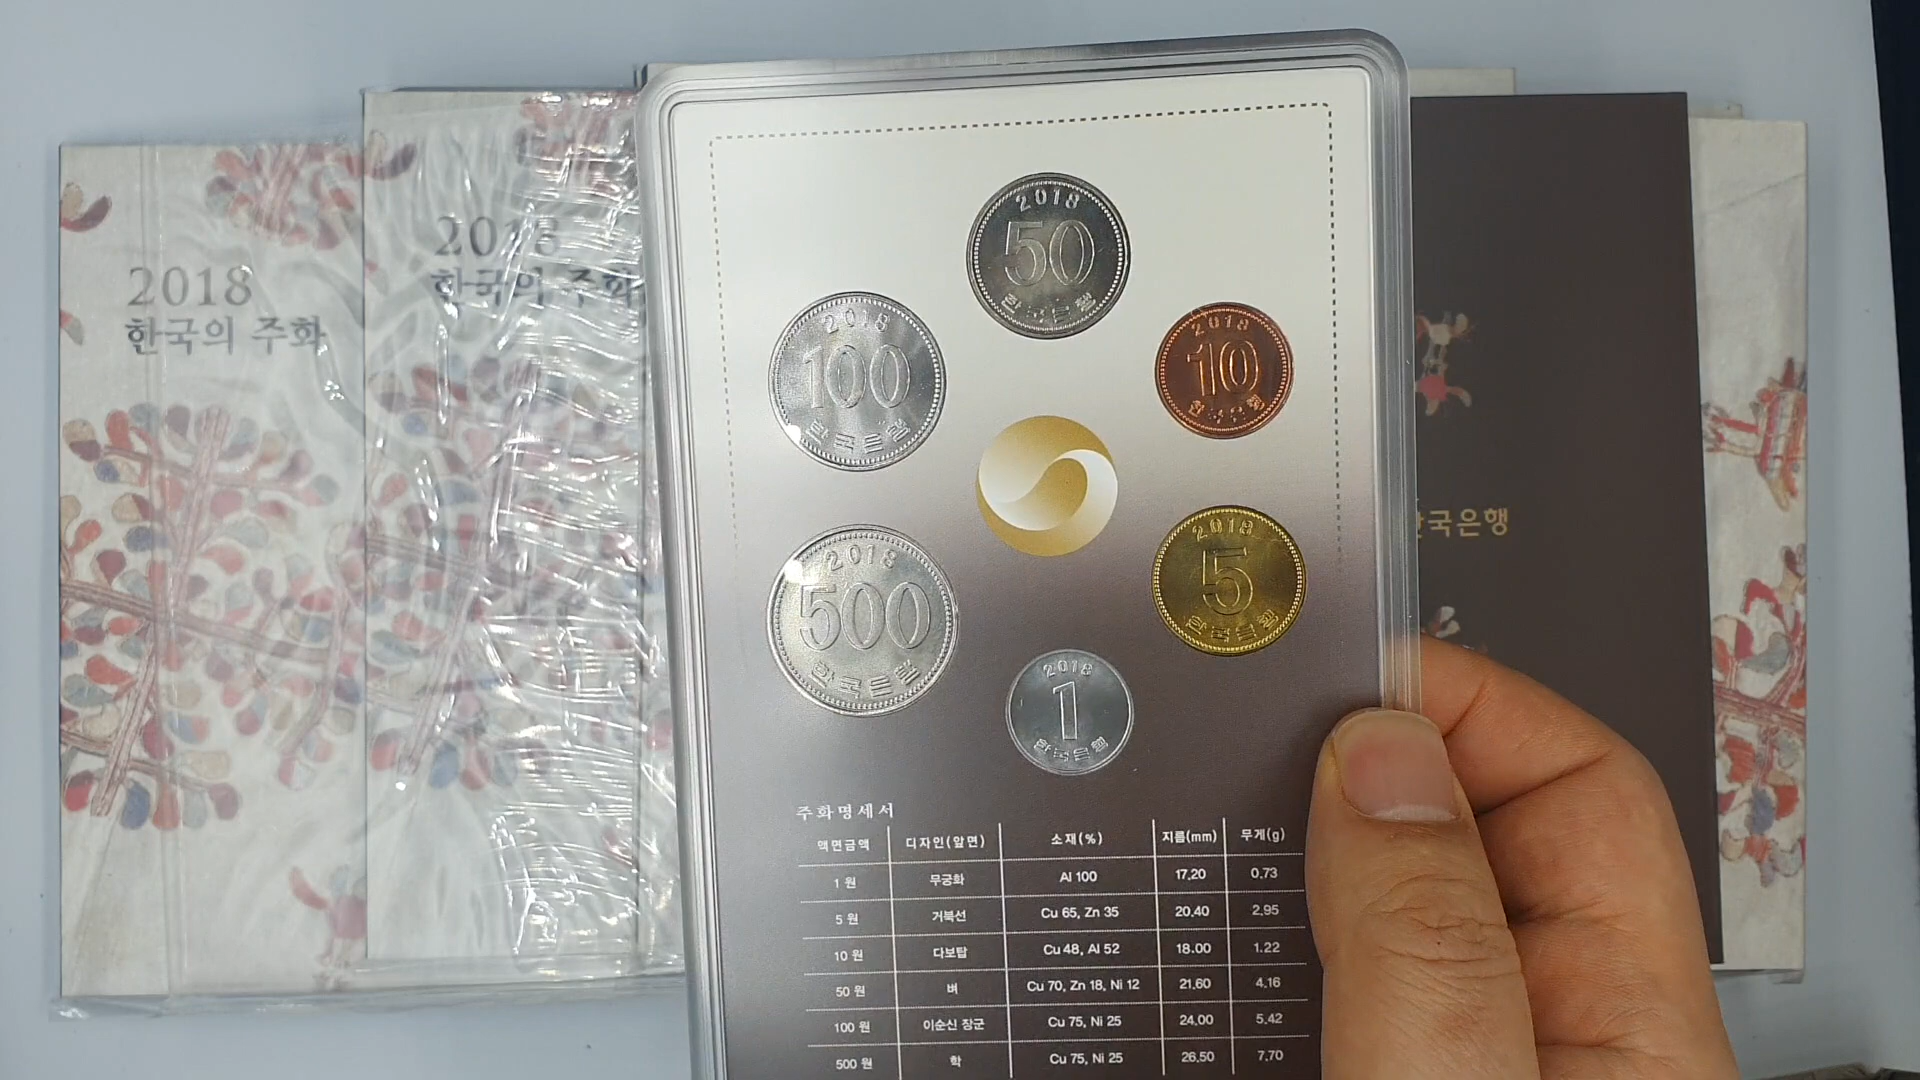 2018
한국의 주화
2018
한국의 주화
2018
50
한국은행
2018
100
한국은행
2018
10
한국은행
2018
500
한국은행
2018
5
한국은행
2018
1
한국은행
국은행
주화명세서
액면금액 디자인(앞면) 소재(%) 지름(mm) 무게(g)
1 원 무궁화 Al 100 17.20 0.73
5 원 거북선 Cu 65, Zn 35 20.40 2.95
10 원 다보탑 Cu 48, Al 52 18.00 1.22
50 원 벼 Cu 70, Zn 18, Ni 12 21.60 4.16
100 원 이순신 장군 Cu 75, Ni 25 24.00 5.42
500 원 학 Cu 75, Ni 25 26.50 7.70